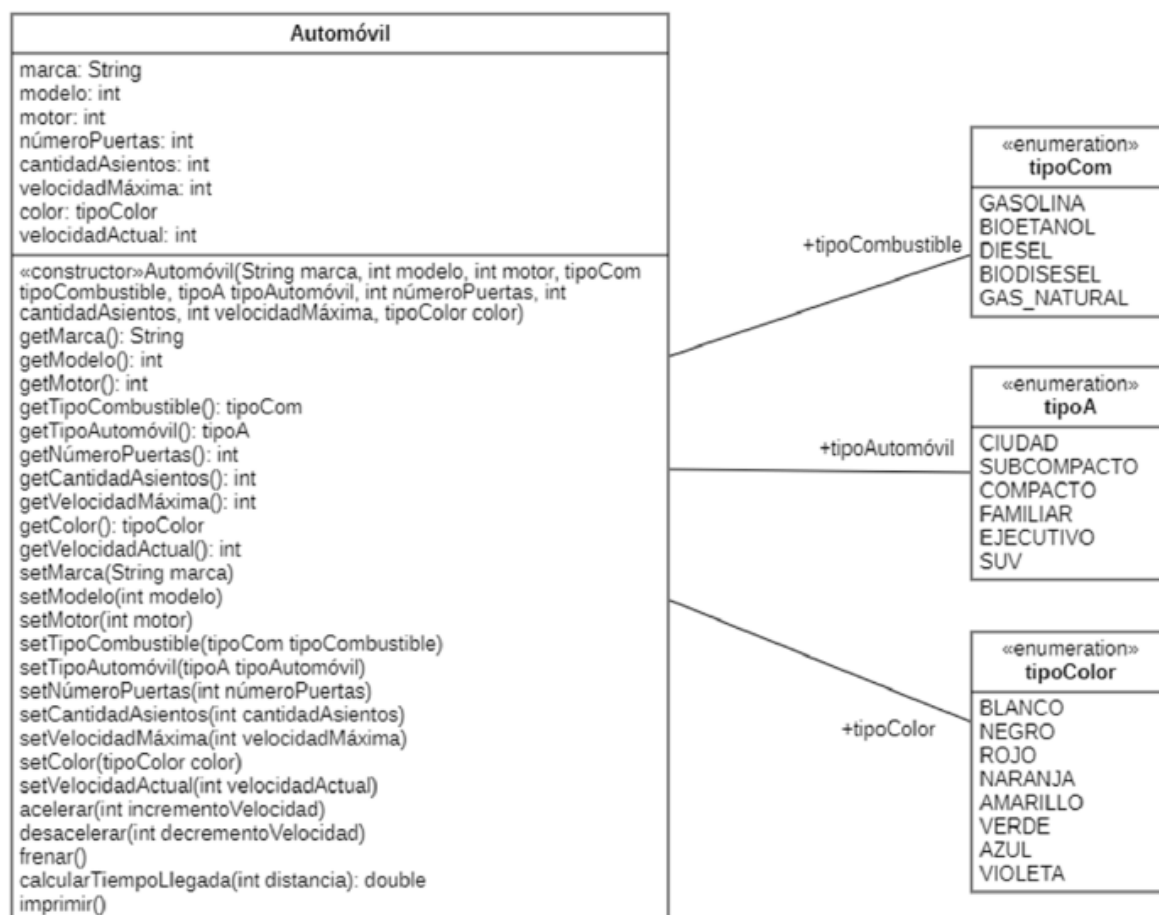 Automóvil
marca: String
modelo: int
motor: int
númeroPuertas: int
cantidadAsientos: int
velocidadMáxima: int
color: tipoColor
velocidadActual: int
«constructor»Automóvil(String marca, int modelo, int motor, tipoCom
tipoCombustible, tipoA tipoAutomóvil, int númeroPuertas, int
cantidadAsientos, int velocidadMáxima, tipoColor color)
getMarca(): String
getModelo(): int
getMotor(): int
getTipoCombustible(): tipoCom
getTipoAutomóvil(): tipoA
getNúmeroPuertas(): int
getCantidadAsientos(): int
getVelocidadMáxima(): int
getColor(): tipoColor
getVelocidadActual(): int
setMarca(String marca)
setModelo(int modelo)
setMotor(int motor)
setTipoCombustible(tipoCom tipoCombustible)
setTipoAutomóvil(tipoA tipoAutomóvil)
setNúmeroPuertas(int númeroPuertas)
setCantidadAsientos(int cantidadAsientos)
setVelocidadMáxima(int velocidadMáxima)
setColor(tipoColor color)
setVelocidadActual(int velocidadActual)
acelerar(int incrementoVelocidad)
desacelerar(int decrementoVelocidad)
frenar()
calcularTiempoLlegada(int distancia): double
imprimir()
+tipoCombustible
«enumeration»
tipoCom
GASOLINA
BIOETANOL
DIESEL
BIODISESEL
GAS_NATURAL
+tipoAutomóvil
«enumeration»
tipoA
CIUDAD
SUBCOMPACTO
COMPACTO
FAMILIAR
EJECUTIVO
SUV
+tipoColor
«enumeration»
tipoColor
BLANCO
NEGRO
ROJO
NARANJA
AMARILLO
VERDE
AZUL
VIOLETA